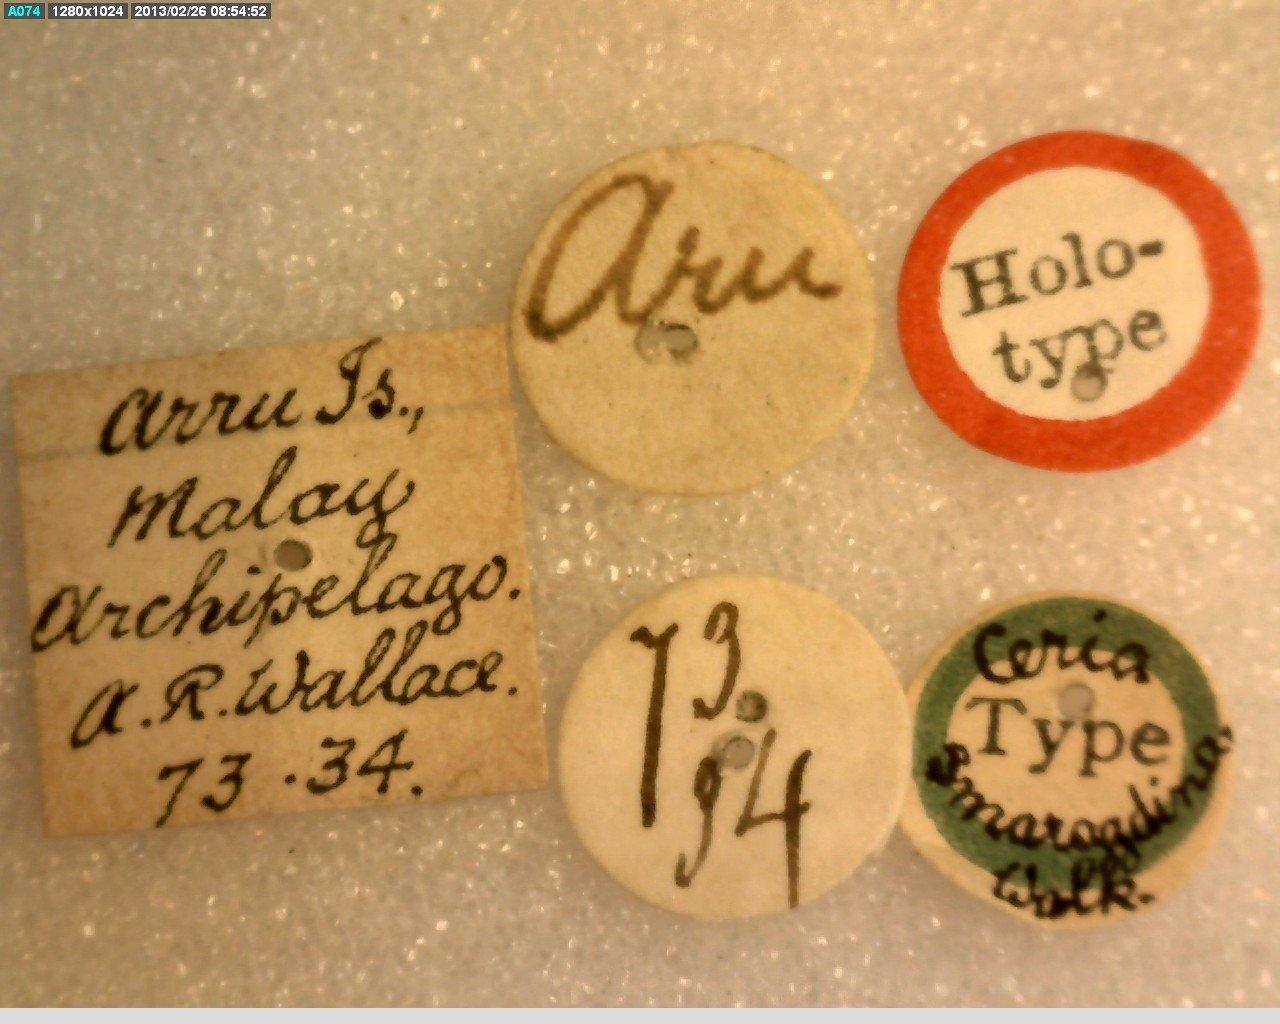 A074 1280x1024 2013/02/26 08:54:52
Arru Is.,
Malay
Archipelago.
A.R. Wallace.
73.34.
Aru
Holo-
type
73
94
Ceria
Type
Smaragdina.
Walk.